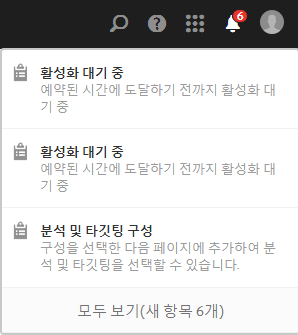 6
활성화 대기 중
예약된 시간에 도달하기 전까지 활성화 대
기 중
활성화 대기 중
예약된 시간에 도달하기 전까지 활성화 대
기 중
분석 및 타깃팅 구성
구성을 선택한 다음 페이지에 추가하여 분
석 및 타깃팅을 선택할 수 있습니다.
모두 보기(새 항목 6개)